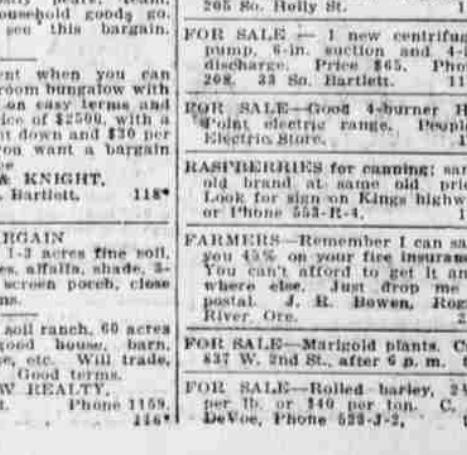 household goods go.
see this bargain.
ent when you can
room bungalow with
on easy terms and
ice of $2500, with a
nt down and $30 per
you want a bargain
& KNIGHT,
. Bartlett. 118*
RGAIN
1-3 acres fine soil,
es, alfalfa, shade, 3-
screen porch, close
ns.
soil ranch, 60 acres
good house, barn,
e, etc. Will trade,
Good terms.
W REALTY,
t. Phone 1159.
116*
205 So. Holly St.
FOR SALE — 1 new centrifug
pump, 6-in. suction and 4-i
discharge. Price $65. Pho
208. 33 So. Bartlett. 11
FOR SALE—Good 4-burner H
Point electric range. Peopl
Electric Store.
RASPBERRIES for canning; sam
old brand at same old pri
Look for sign on Kings highw
or Phone 553-R-4.
FARMERS—Remember I can sa
you 45% on your fire insuran
You can't afford to get it an
where else. Just drop me
postal. J. R. Bowen, Rog
River, Ore.
FOR SALE—Marigold plants. C
837 W. 2nd St., after 6 p. m.
FOR SALE—Rolled barley, 2
per lb. or $40 per ton. C.
DeVoe, Phone 523-J-2,